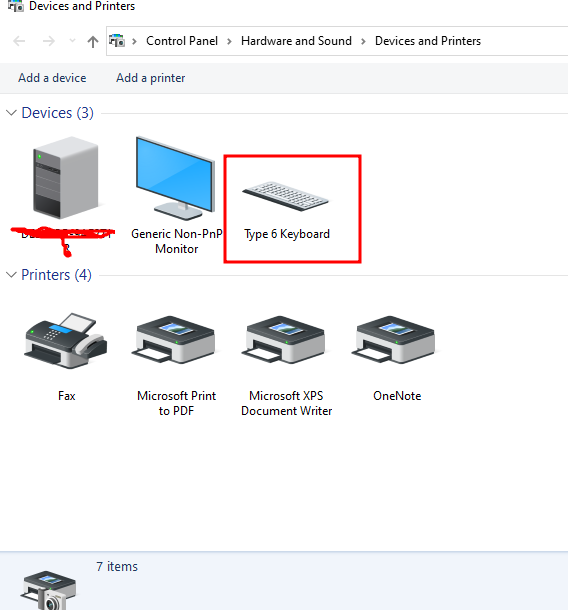 Devices and Printers
Control Panel > Hardware and Sound > Devices and Printers
Add a device Add a printer
Devices (3)
Generic Non-PnP
Monitor
Type 6 Keyboard
Printers (4)
Fax
Microsoft Print
to PDF
Microsoft XPS
Document Writer
OneNote
7 items